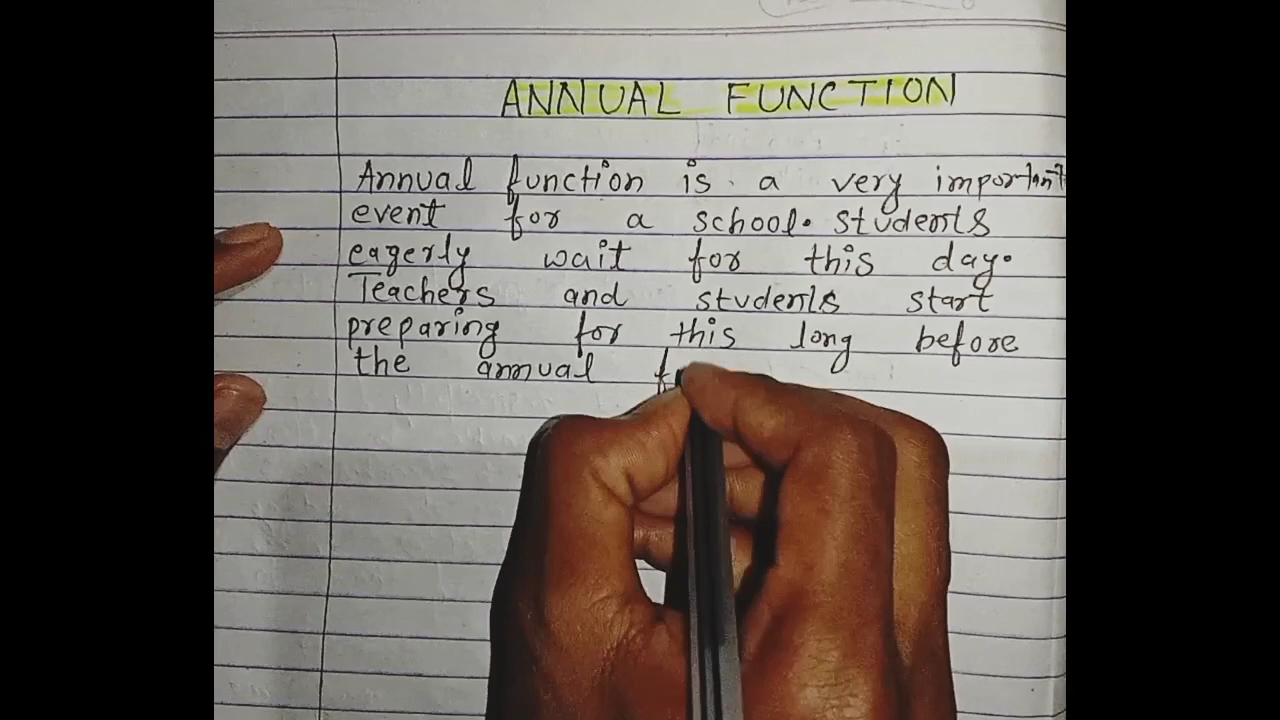 ANNUAL FUNCTION
Annual function is a very important
event for a school. students
eagerly wait for this day.
Teachers and students start
preparing for this long before
the annual f